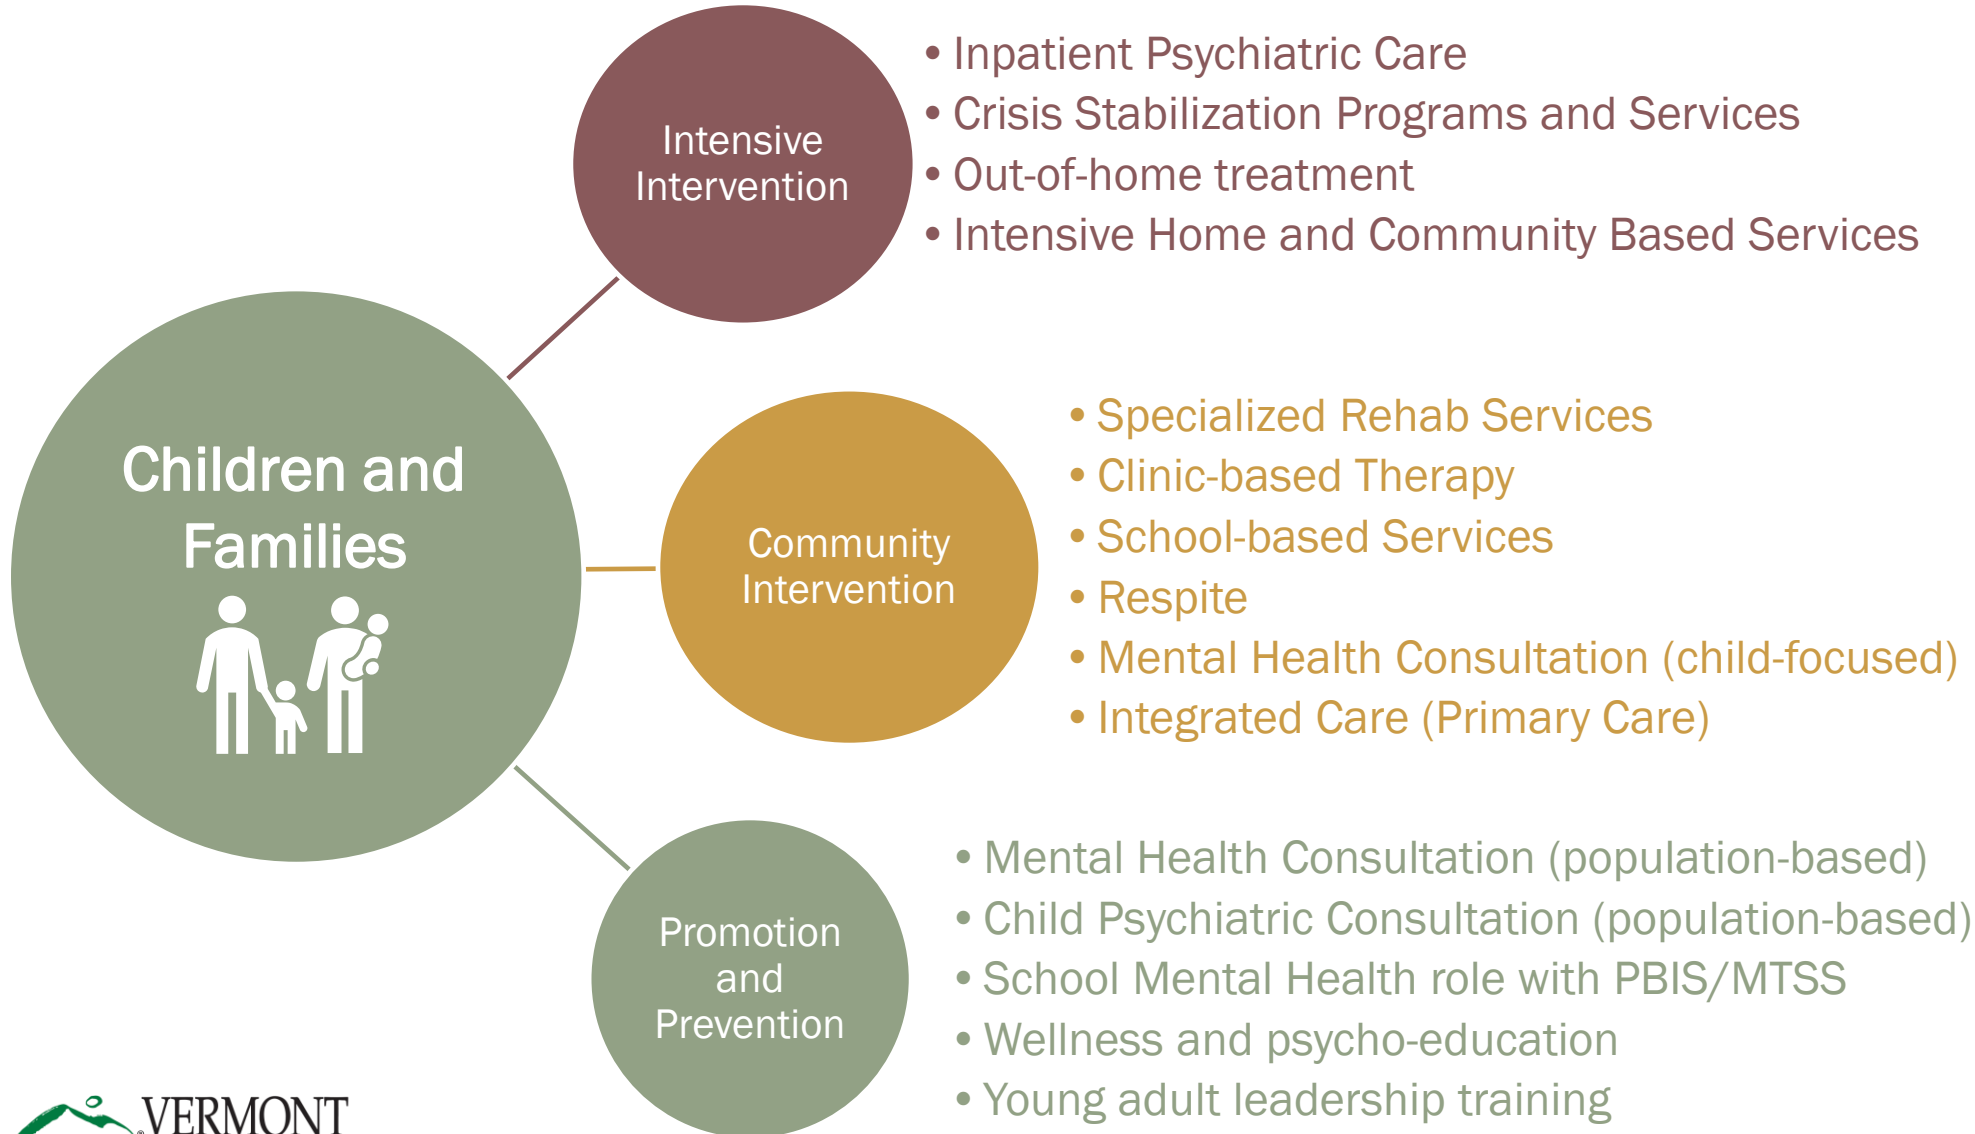 Children and
Families
Intensive
Intervention
• Inpatient Psychiatric Care
• Crisis Stabilization Programs and Services
• Out-of-home treatment
• Intensive Home and Community Based Services
Community
Intervention
• Specialized Rehab Services
• Clinic-based Therapy
• School-based Services
• Respite
• Mental Health Consultation (child-focused)
• Integrated Care (Primary Care)
Promotion
and
Prevention
• Mental Health Consultation (population-based)
• Child Psychiatric Consultation (population-based)
• School Mental Health role with PBIS/MTSS
• Wellness and psycho-education
• Young adult leadership training
VERMONT